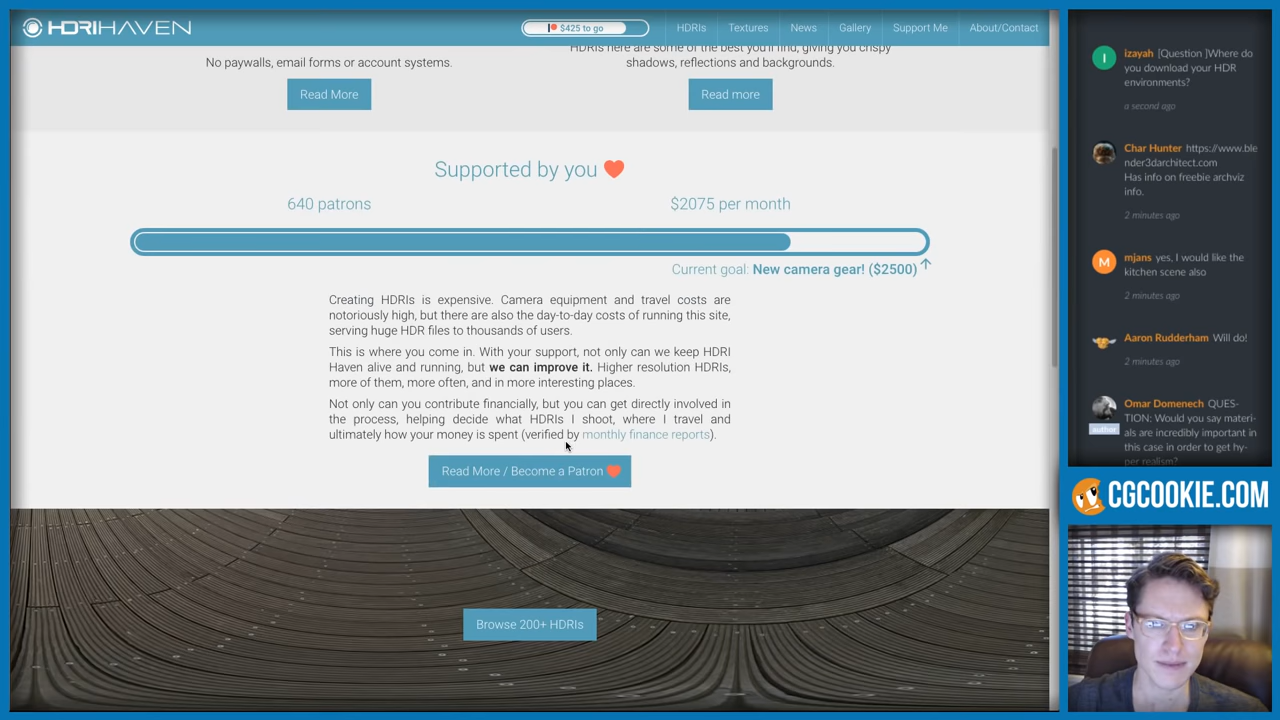 HDRIHAVEN
$425 to go
HDRIs
Textures
News
Gallery
Support Me
About/Contact
No paywalls, email forms or account systems.
Read More
HDRIs here are some of the best you'll find, giving you crispy
shadows, reflections and backgrounds.
Read more
Supported by you
640 patrons
$2075 per month
Current goal: New camera gear! ($2500)
Creating HDRIs is expensive. Camera equipment and travel costs are
notoriously high, but there are also the day-to-day costs of running this site,
serving huge HDR files to thousands of users.
This is where you come in. With your support, not only can we keep HDRI
Haven alive and running, but we can improve it. Higher resolution HDRIs,
more of them, more often, and in more interesting places.
Not only can you contribute financially, but you can get directly involved in
the process, helping decide what HDRIs I shoot, where I travel and
ultimately how your money is spent (verified by monthly finance reports).
Read More / Become a Patron
Browse 200+ HDRIs
I
izayah [Question ]Where do
you download your HDR
environments?
a second ago
Char Hunter https://www.ble
nder3darchitect.com
Has info on freebie archviz
info.
2 minutes ago
M
mjans yes, I would like the
kitchen scene also
2 minutes ago
Aaron Rudderham Will do!
2 minutes ago
author
Omar Domenech QUES-
TION: Would you say materi-
als are incredibly important in
this case in order to get hy-
per realism?
CGCOOKIE.COM